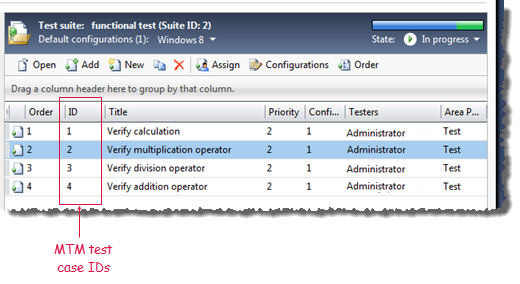 Test suite: functional test (Suite ID: 2)
Default configurations (1): Windows 8
State: In progress
Open Add New Assign Configurations Order
Drag a column header here to group by that column.
Order ID Title Priority Confi... Testers Area P...
1 1 Verify calculation 2 1 Administrator Test
2 2 Verify multiplication operator 2 1 Administrator Test
3 3 Verify division operator 2 1 Administrator Test
4 4 Verify addition operator 2 1 Administrator Test
MTM test
case IDs